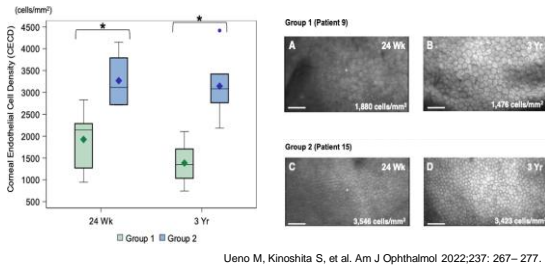 (cells/mm²)
Corneal Endothelial Cell Density (CECD)
4500
4000
3500
3000
2500
2000
1500
1000
500
*
*
24 Wk
3 Yr
Group 1
Group 2
Group 1 (Patient 9)
A
24 Wk
1,880 cells/mm²
B
3 Yr
1,476 cells/mm²
Group 2 (Patient 15)
C
24 Wk
3,546 cells/mm²
D
3 Yr
3,423 cells/mm²
Ueno M, Kinoshita S, et al. Am J Ophthalmol 2022;237: 267– 277.